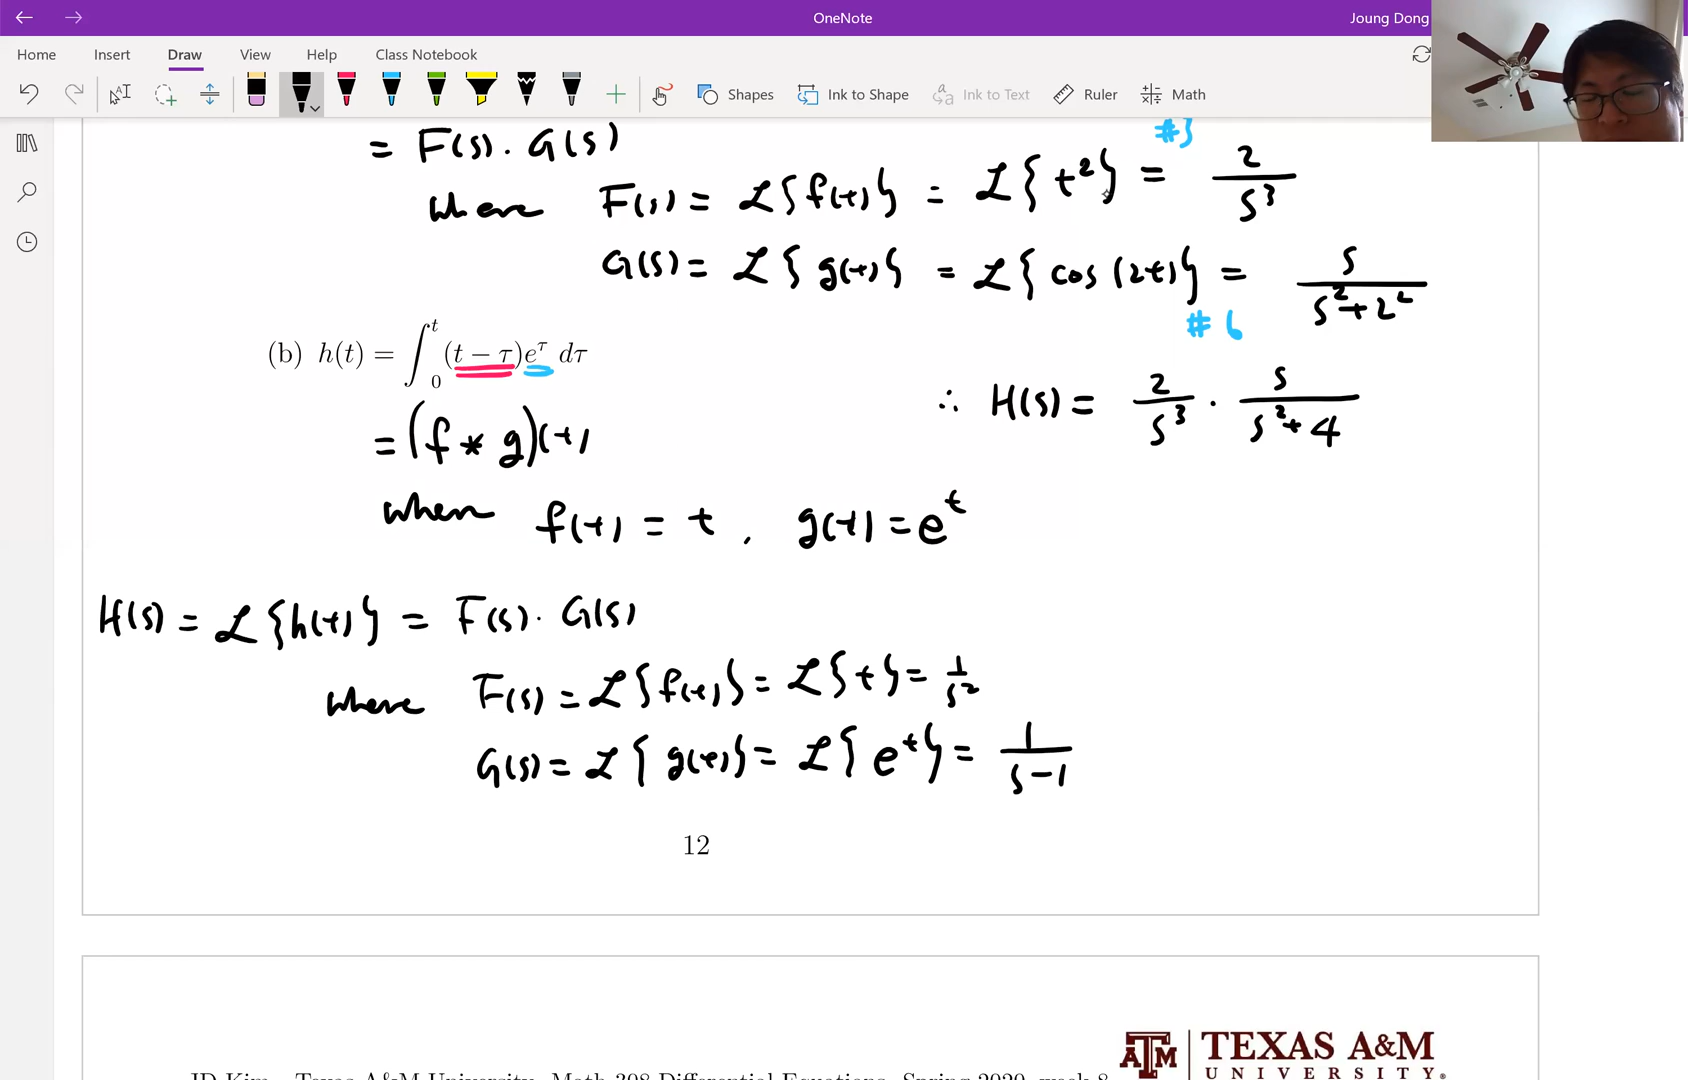 OneNote
Joung Dong
Home Insert Draw View Help Class Notebook
Shapes Ink to Shape Ink to Text Ruler Math
= F(s) · G(s)
#3
where F(s) = ℒ{f(t)} = ℒ{t²} = 2/s³
G(s) = ℒ{g(t)} = ℒ{cos(2t)} = s/(s²+2²)
#6
(b) h(t) = ∫₀ᵗ (t − τ)e^τ dτ
∴ H(s) = 2/s³ · s/(s²+4)
= (f * g)(t)
when f(t) = t, g(t) = e^t
H(s) = ℒ{h(t)} = F(s) · G(s)
where F(s) = ℒ{f(t)} = ℒ{t} = 1/s²
G(s) = ℒ{g(t)} = ℒ{e^t} = 1/(s−1)
12
ATM TEXAS A&M
UNIVERSITY.